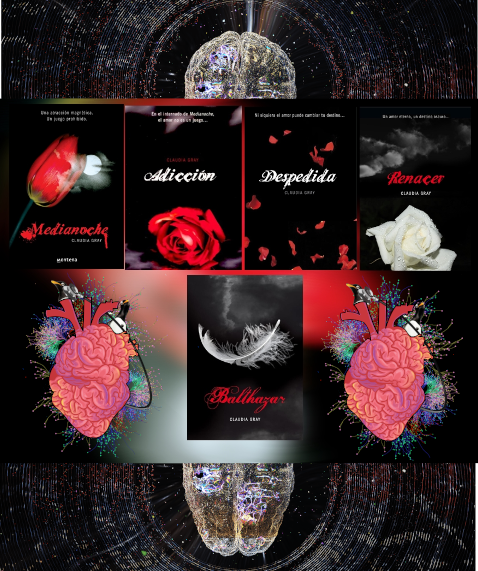 Una atracción magnética.
Un juego prohibido.
Medianoche
CLAUDIA GRAY
montena
En el internado de Medianoche,
el amor no es un juego...
CLAUDIA GRAY
Adicción
Ni siquiera el amor puede cambiar tu destino...
Despedida
CLAUDIA GRAY
Un amor eterno, un destino
Renacer
CLAUDIA GRAY
Balthazar
CLAUDIA GRAY